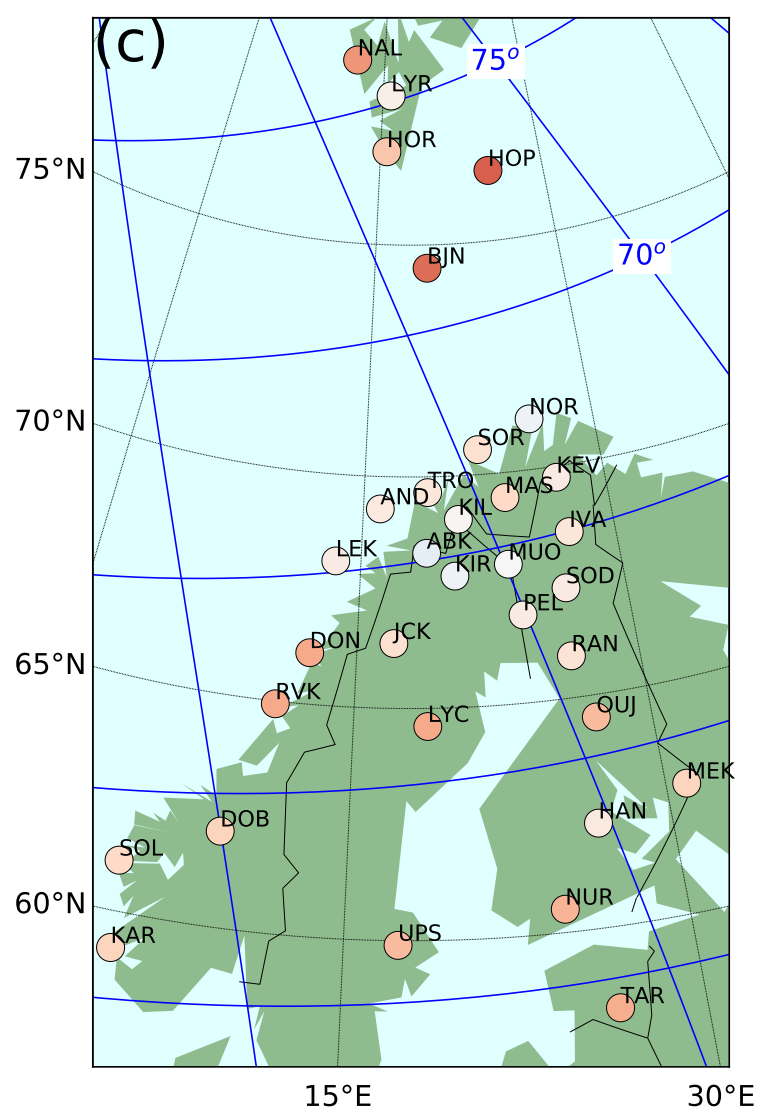 (c)
NAL
75º
LYR
HOR
HOP
75°N
BJN
70º
NOR
70°N
SOR
KEV
TRO
MAS
AND
KIL
IVA
LEK
ABK
MUO
KIR
SOD
PEL
JCK
DON
RAN
65°N
RVK
OUJ
LYC
MEK
HAN
DOB
SOL
NUR
60°N
KAR
UPS
TAR
15°E
30°E